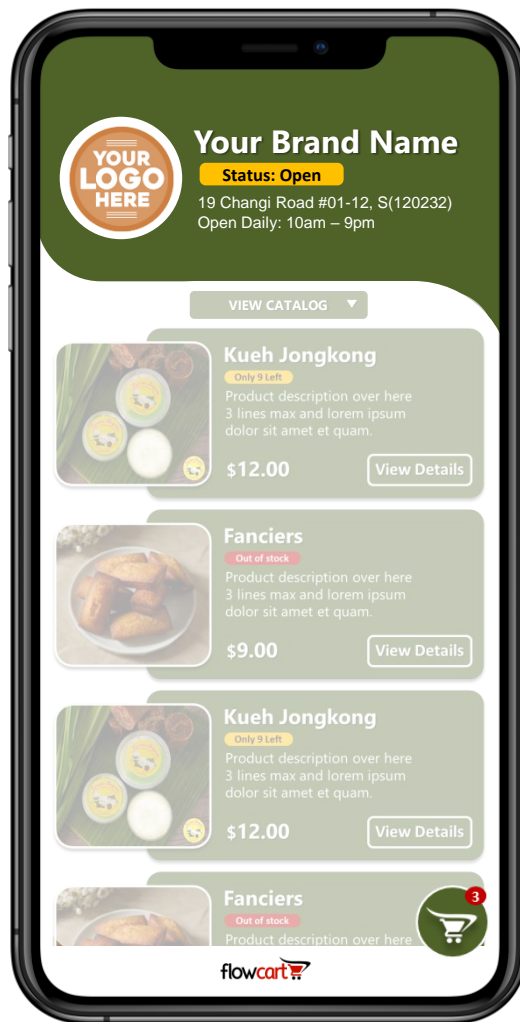 YOUR
LOGO
HERE
Your Brand Name
Status: Open
19 Changi Road #01-12, S(120232)
Open Daily: 10am – 9pm
VIEW CATALOG
Kueh Jongkong
Only 9 Left
Product description over here
3 lines max and lorem ipsum
dolor sit amet et quam.
$12.00
View Details
Fanciers
Out of stock
Product description over here
3 lines max and lorem ipsum
dolor sit amet et quam.
$9.00
View Details
Kueh Jongkong
Only 9 Left
Product description over here
3 lines max and lorem ipsum
dolor sit amet et quam.
$12.00
View Details
Fanciers
Out of stock
Product description over here
3
flowcart